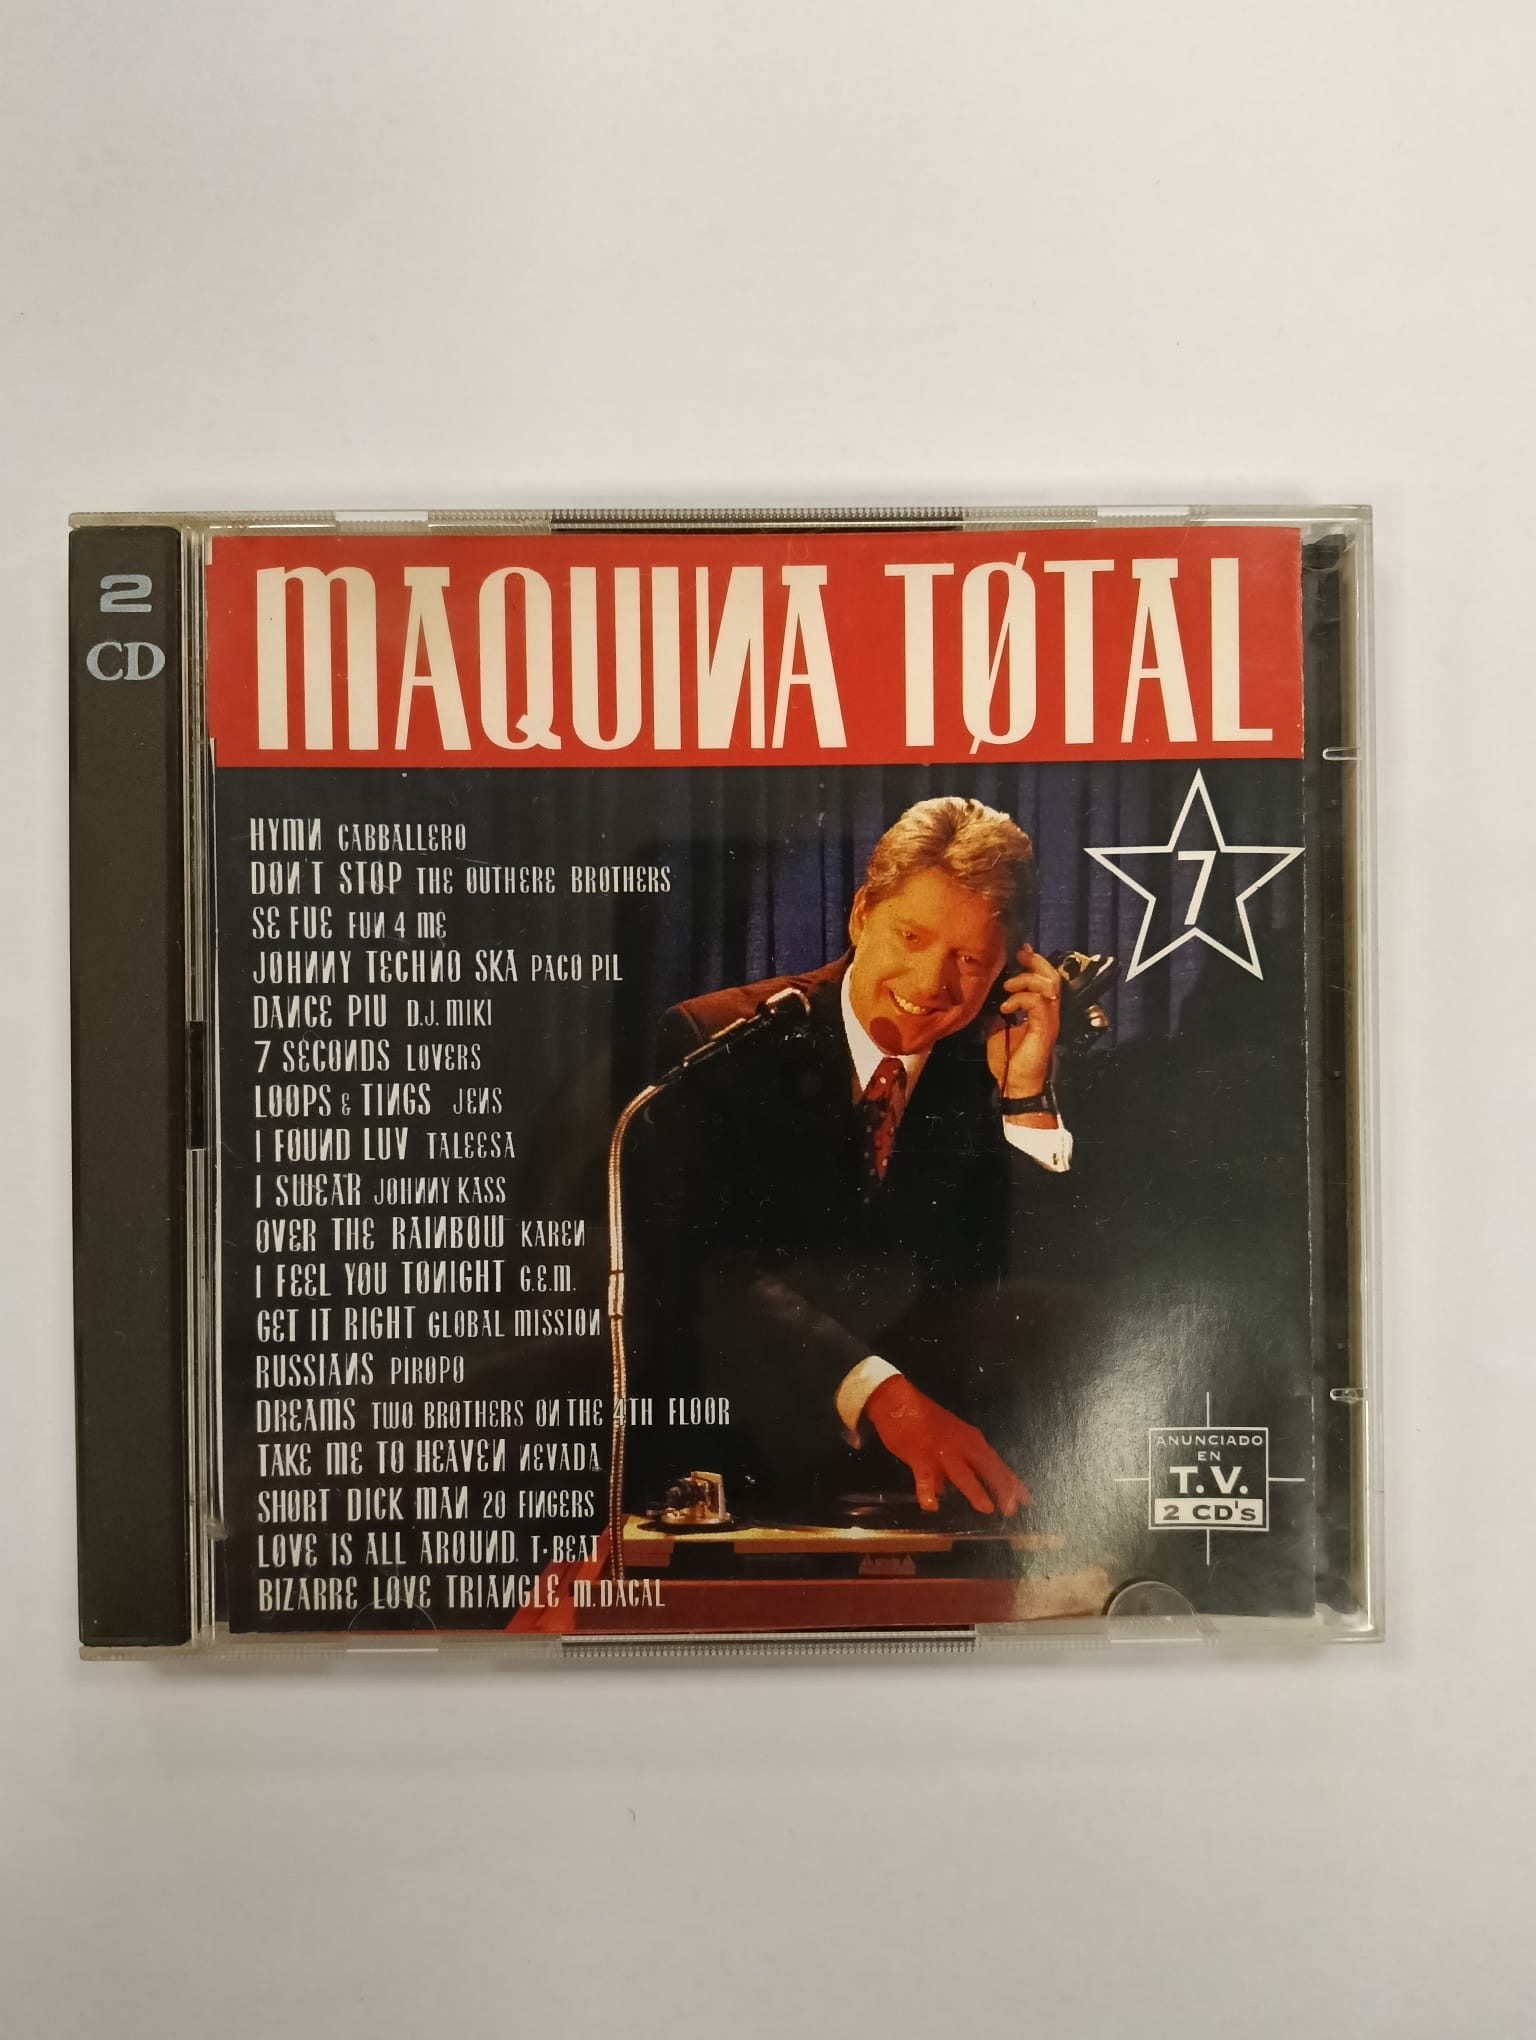 2
CD
MAQUINA TØTAL
7
HYMN CABBALLERO
DON'T STOP THE OUTHERE BROTHERS
SE FUE FUN 4 ME
JOHNNY TECHNO SKA PACO PIL
DANCE PIU D.J. MIKI
7 SECONDS LOVERS
LOOPS & TINGS JENS
I FOUND LUV TALEESA
I SWEAR JOHNNY KASS
OVER THE RAINBOW KAREN
I FEEL YOU TONIGHT G.E.M.
GET IT RIGHT GLOBAL MISSION
RUSSIANS PIROPO
DREAMS TWO BROTHERS ON THE 4TH FLOOR
TAKE ME TO HEAVEN NEVADA
SHORT DICK MAN 20 FINGERS
LOVE IS ALL AROUND. T-BEAT
BIZARRE LOVE TRIANGLE M. DACAL
ANUNCIADO
EN
T.V.
2 CD's